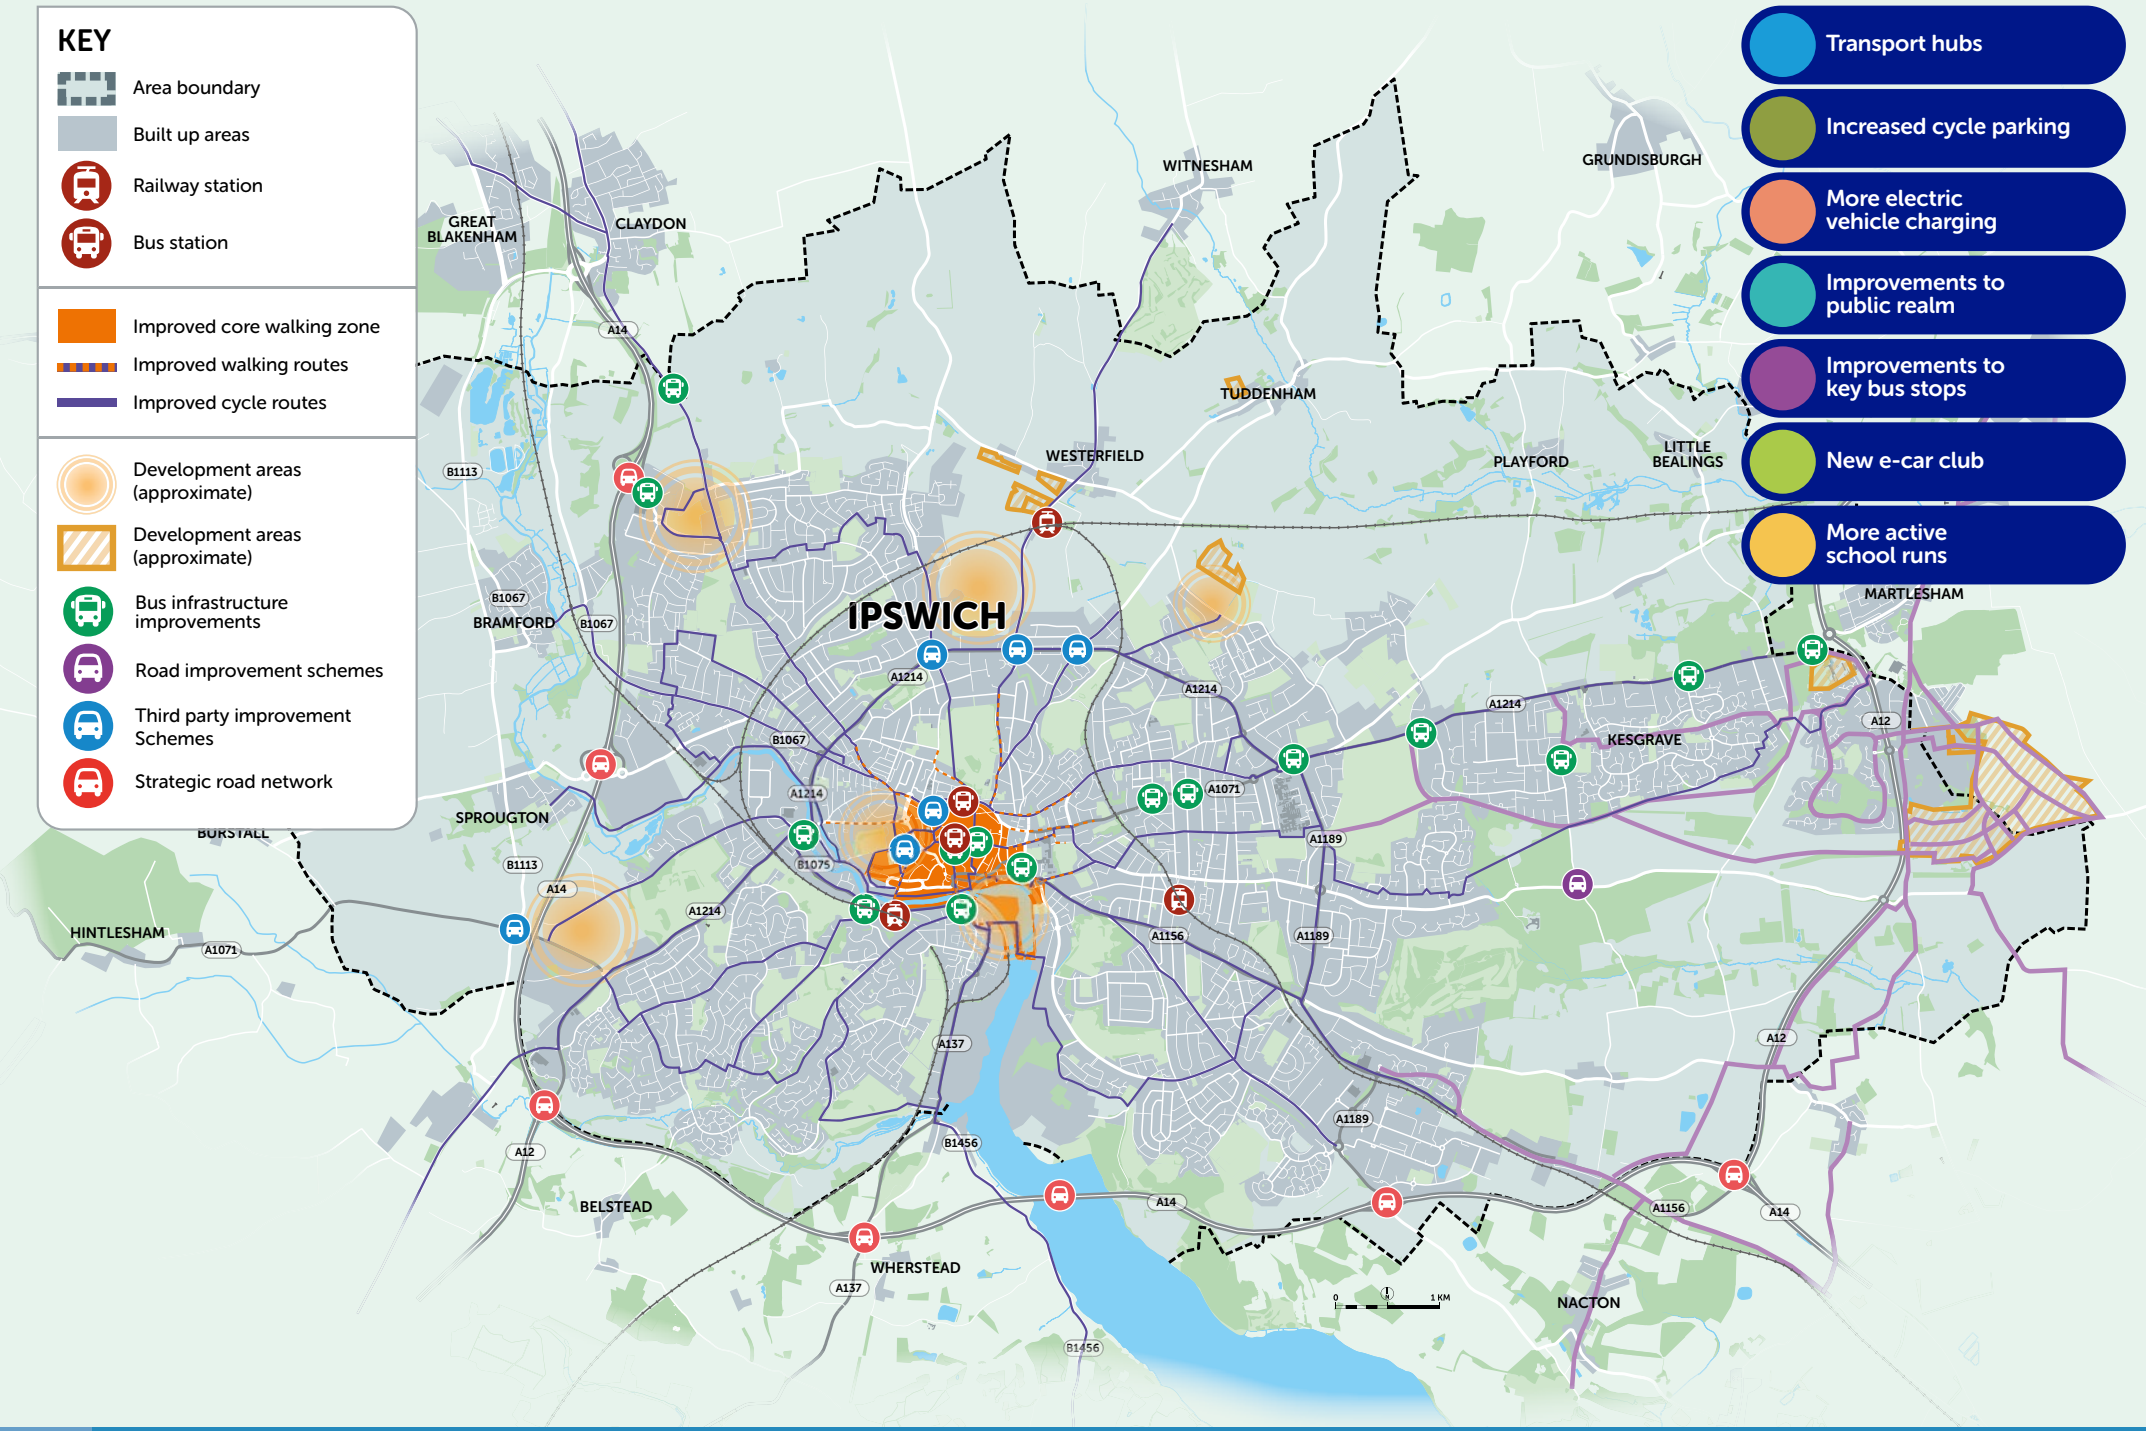 KEY
Area boundary
Built up areas
Railway station
Bus station
Improved core walking zone
Improved walking routes
Improved cycle routes
Development areas
(approximate)
Development areas
(approximate)
Bus infrastructure
improvements
Road improvement schemes
Third party improvement
Schemes
Strategic road network
Transport hubs
Increased cycle parking
More electric
vehicle charging
Improvements to
public realm
Improvements to
key bus stops
New e-car club
More active
school runs
WITNESHAM
GRUNDISBURGH
GREAT
BLAKENHAM
CLAYDON
A14
TUDDENHAM
WESTERFIELD
PLAYFORD
LITTLE
BEALINGS
B1113
B1067
BRAMFORD
B1067
IPSWICH
MARTLESHAM
A1214
A1214
A1214
A12
KESGRAVE
B1067
A1214
A1071
SPROUGTON
BURSTALL
A1189
B1113
B1075
A14
A1214
HINTLESHAM
A1071
A1156
A1189
A137
A12
A1189
B1456
A12
BELSTEAD
A14
A1156
A14
WHERSTEAD
A137
0
N
1 KM
NACTON
B1456